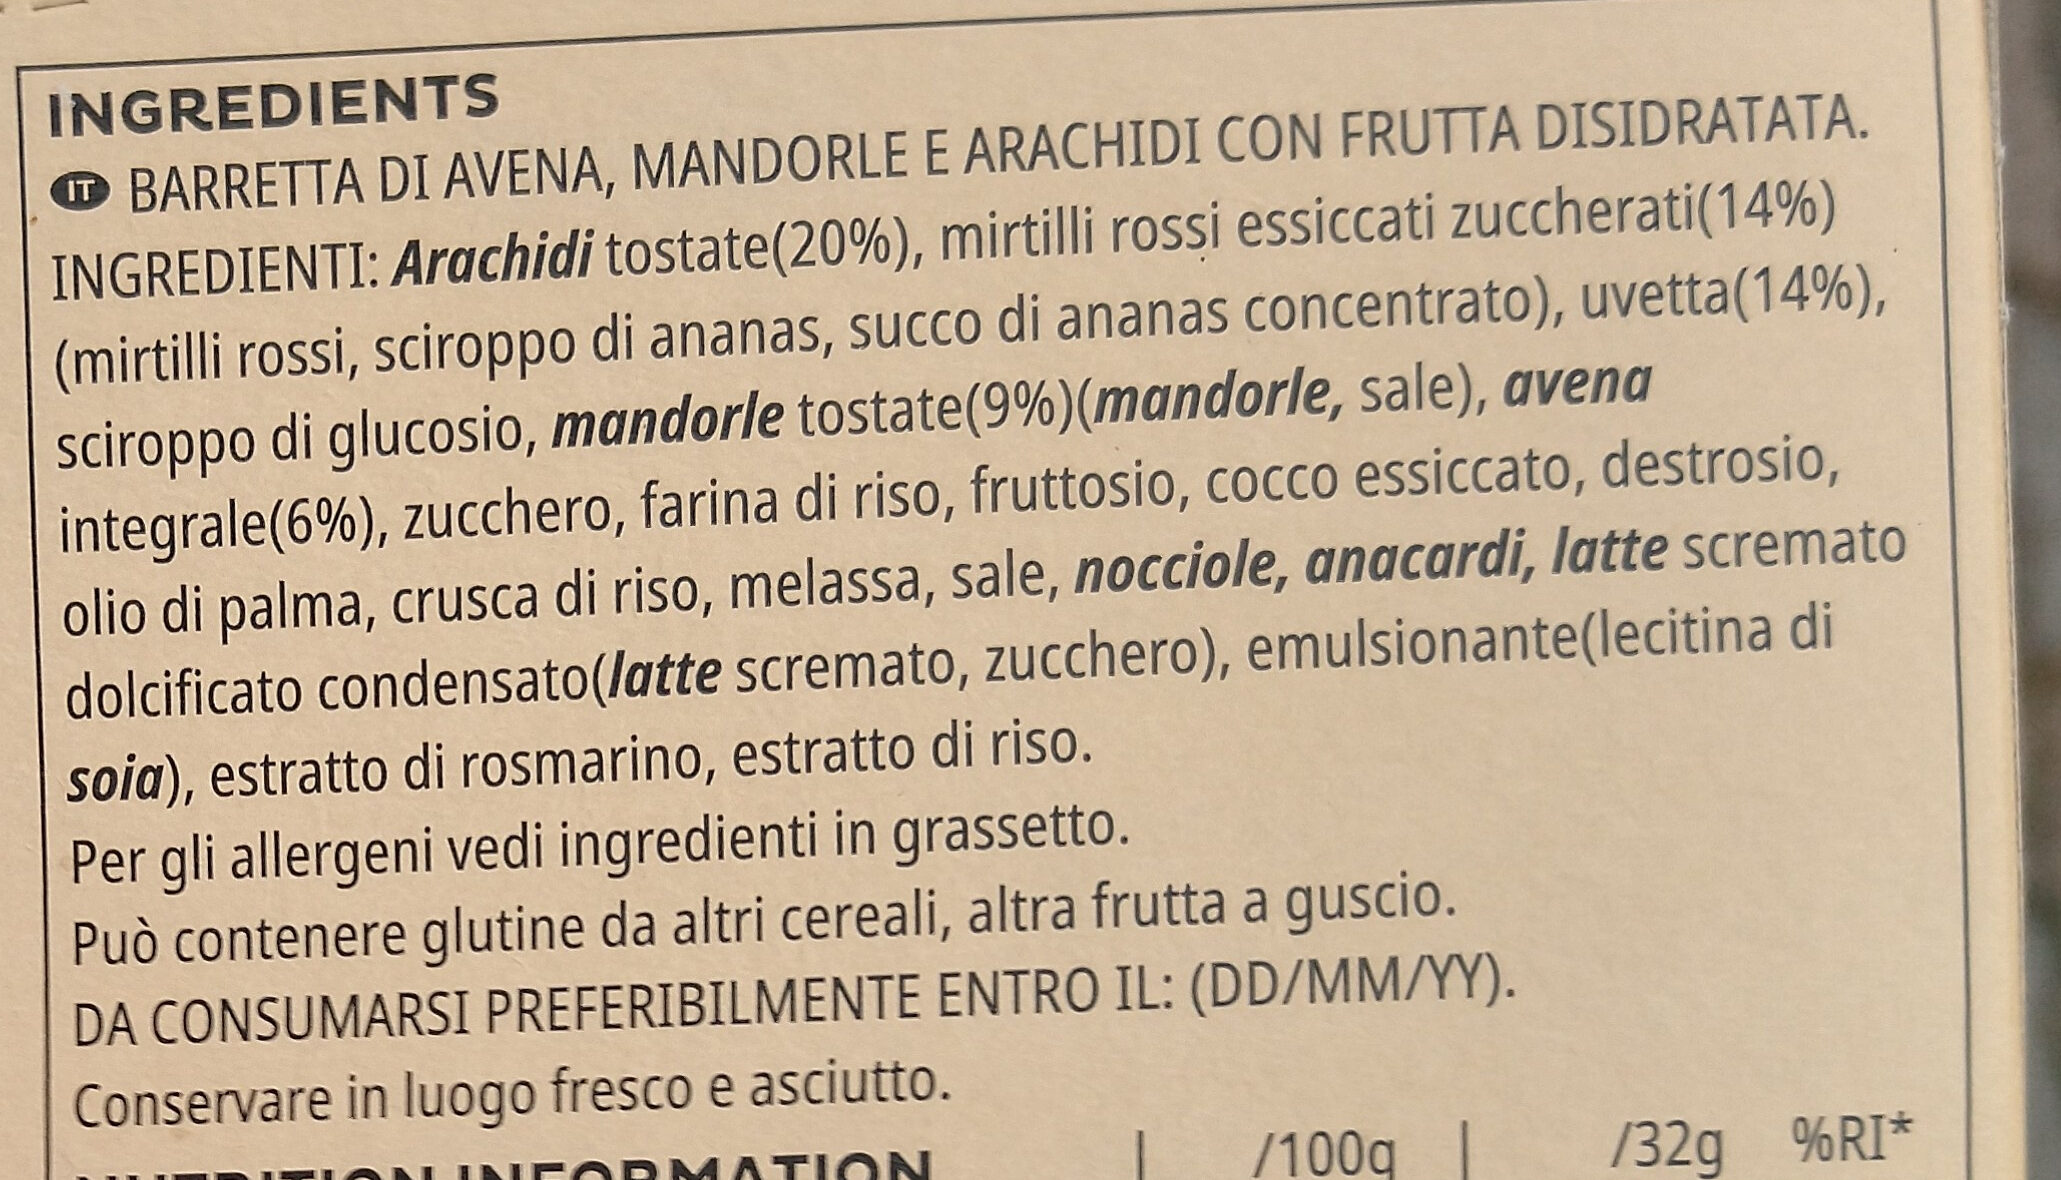 INGREDIENTS
IT BARRETTA DI AVENA, MANDORLE E ARACHIDI CON FRUTTA DISIDRATATA.
INGREDIENTI: Arachidi tostate(20%), mirtilli rossi essiccati zuccherati(14%)
(mirtilli rossi, sciroppo di ananas, succo di ananas concentrato), uvetta(14%),
sciroppo di glucosio, mandorle tostate(9%)(mandorle, sale), avena
integrale(6%), zucchero, farina di riso, fruttosio, cocco essiccato, destrosio,
olio di palma, crusca di riso, melassa, sale, nocciole, anacardi, latte scremato
dolcificato condensato(latte scremato, zucchero), emulsionante(lecitina di
soia), estratto di rosmarino, estratto di riso.
Per gli allergeni vedi ingredienti in grassetto.
Può contenere glutine da altri cereali, altra frutta a guscio.
DA CONSUMARSI PREFERIBILMENTE ENTRO IL: (DD/MM/YY).
Conservare in luogo fresco e asciutto.
NUTRITION INFORMATION | /100g | /32g %RI*